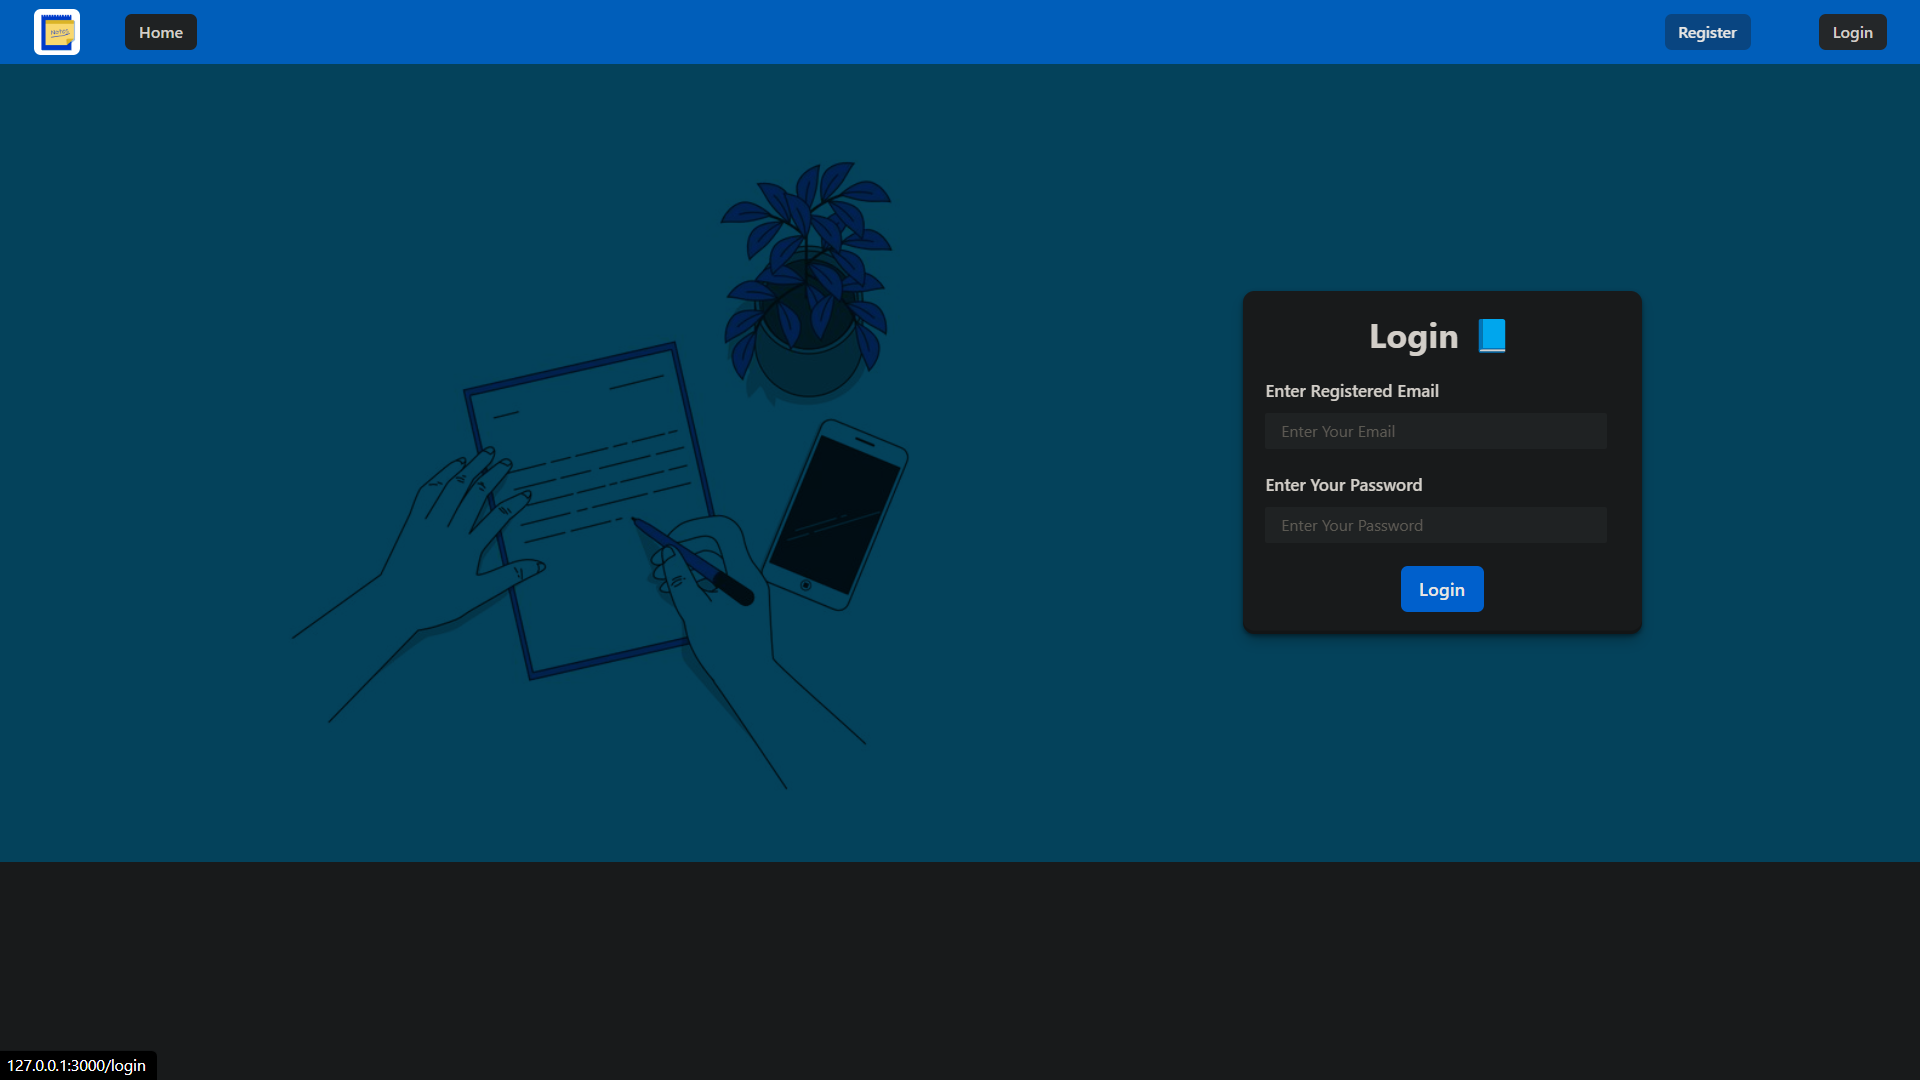 Notes
Home
Register
Login
Login
Enter Registered Email
Enter Your Email
Enter Your Password
Enter Your Password
Login
127.0.0.1:3000/login